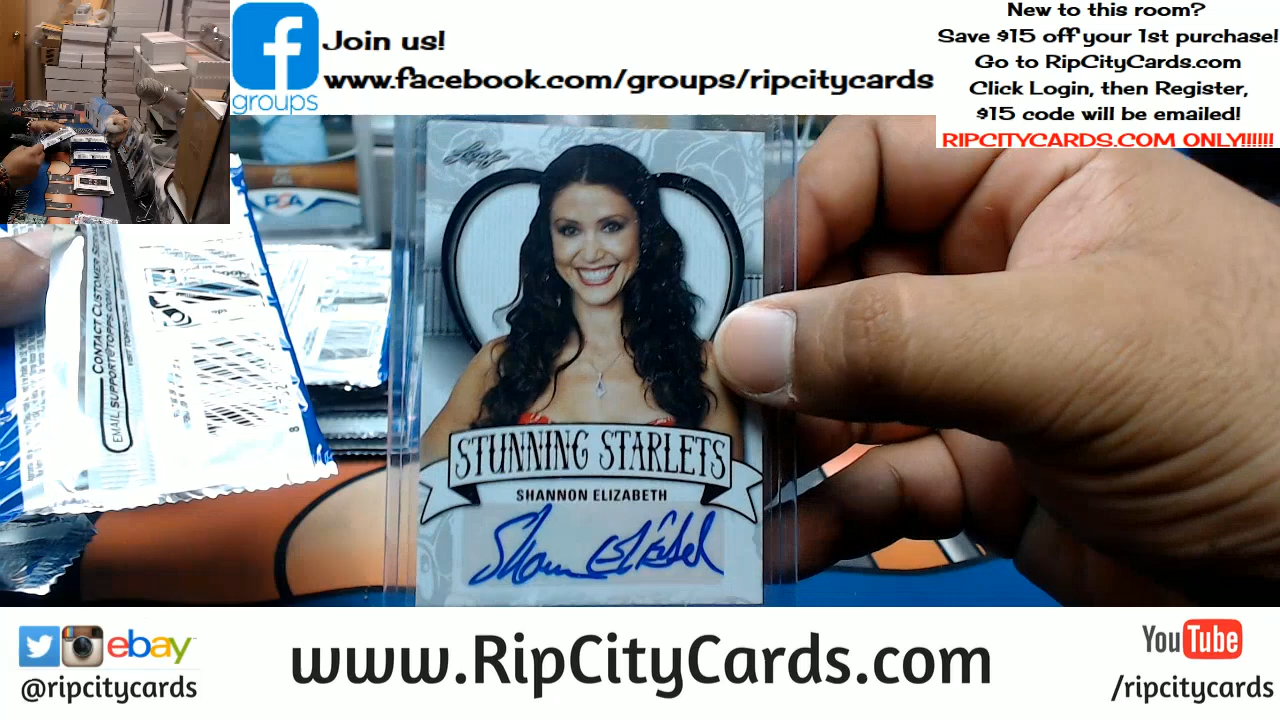 Join us!
www.facebook.com/groups/ripcitycards
f
groups
New to this room?
Save $15 off your 1st purchase!
Go to RipCityCards.com
Click Login, then Register,
$15 code will be emailed!
RIPCITYCARDS.COM ONLY!!!!!!
Leaf
PSA
CONTACT CUSTOMER
STUNNING STARLETS
SHANNON ELIZABETH
ebay
@ripcitycards
www.RipCityCards.com
YouTube
/ripcitycards